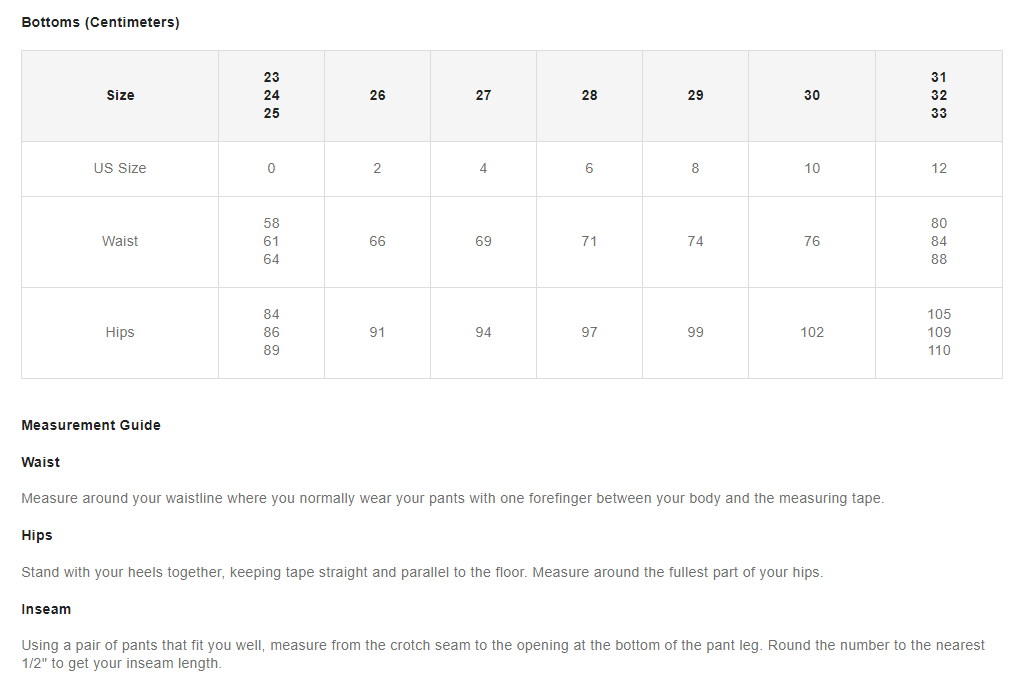 Bottoms (Centimeters)
Size 23 24 25 26 27 28 29 30 31 32 33
US Size 0 2 4 6 8 10 12
Waist 58 61 64 66 69 71 74 76 80 84 88
Hips 84 86 89 91 94 97 99 102 105 109 110
Measurement Guide
Waist
Measure around your waistline where you normally wear your pants with one forefinger between your body and the measuring tape.
Hips
Stand with your heels together, keeping tape straight and parallel to the floor. Measure around the fullest part of your hips.
Inseam
Using a pair of pants that fit you well, measure from the crotch seam to the opening at the bottom of the pant leg. Round the number to the nearest
1/2" to get your inseam length.